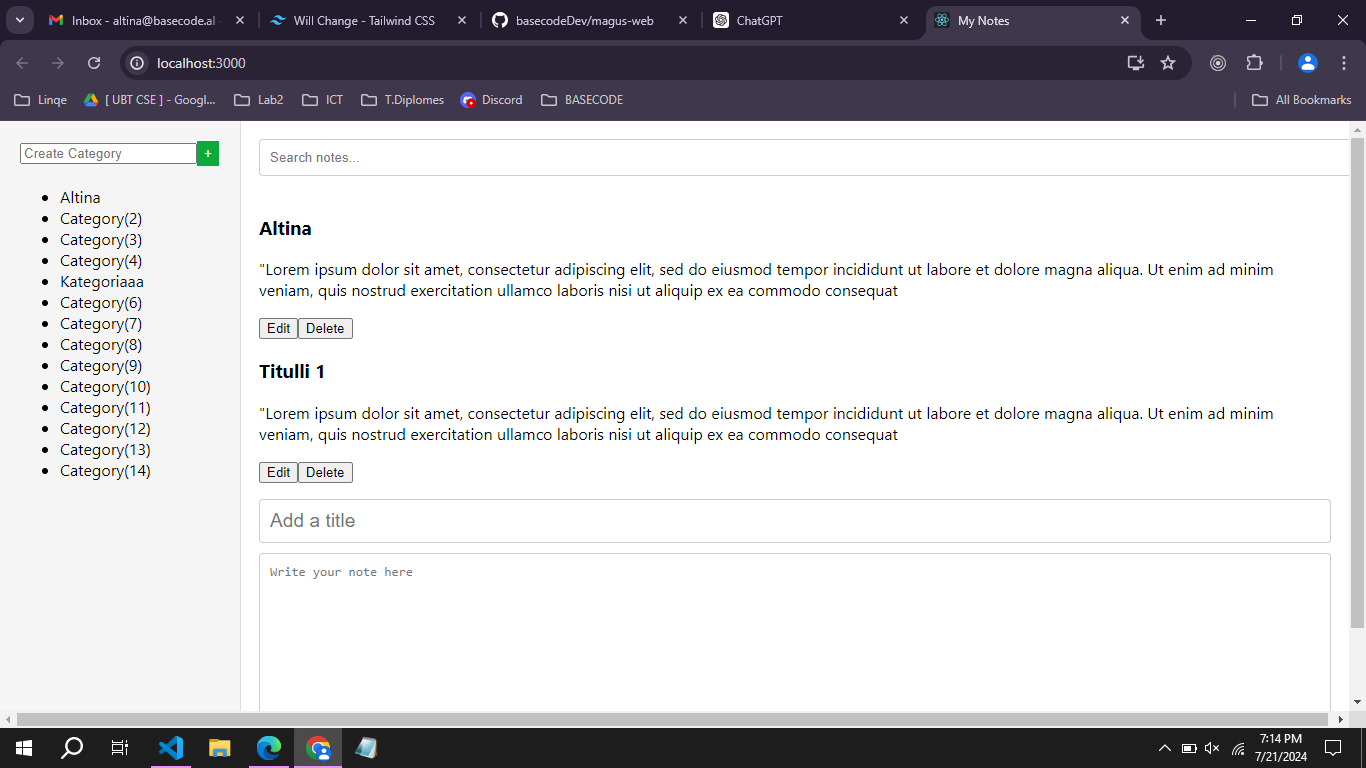 Inbox - altina@basecode.al -
Will Change - Tailwind CSS
basecodeDev/magus-web
ChatGPT
My Notes
localhost:3000
Linqe
[ UBT CSE ] - Googl...
Lab2
ICT
T.Diplomes
Discord
BASECODE
All Bookmarks
Create Category
+
Altina
Category(2)
Category(3)
Category(4)
Kategoriaaa
Category(6)
Category(7)
Category(8)
Category(9)
Category(10)
Category(11)
Category(12)
Category(13)
Category(14)
Search notes...
Altina
"Lorem ipsum dolor sit amet, consectetur adipiscing elit, sed do eiusmod tempor incididunt ut labore et dolore magna aliqua. Ut enim ad minim
veniam, quis nostrud exercitation ullamco laboris nisi ut aliquip ex ea commodo consequat
Edit Delete
Titulli 1
"Lorem ipsum dolor sit amet, consectetur adipiscing elit, sed do eiusmod tempor incididunt ut labore et dolore magna aliqua. Ut enim ad minim
veniam, quis nostrud exercitation ullamco laboris nisi ut aliquip ex ea commodo consequat
Edit Delete
Add a title
Write your note here
7:14 PM
7/21/2024